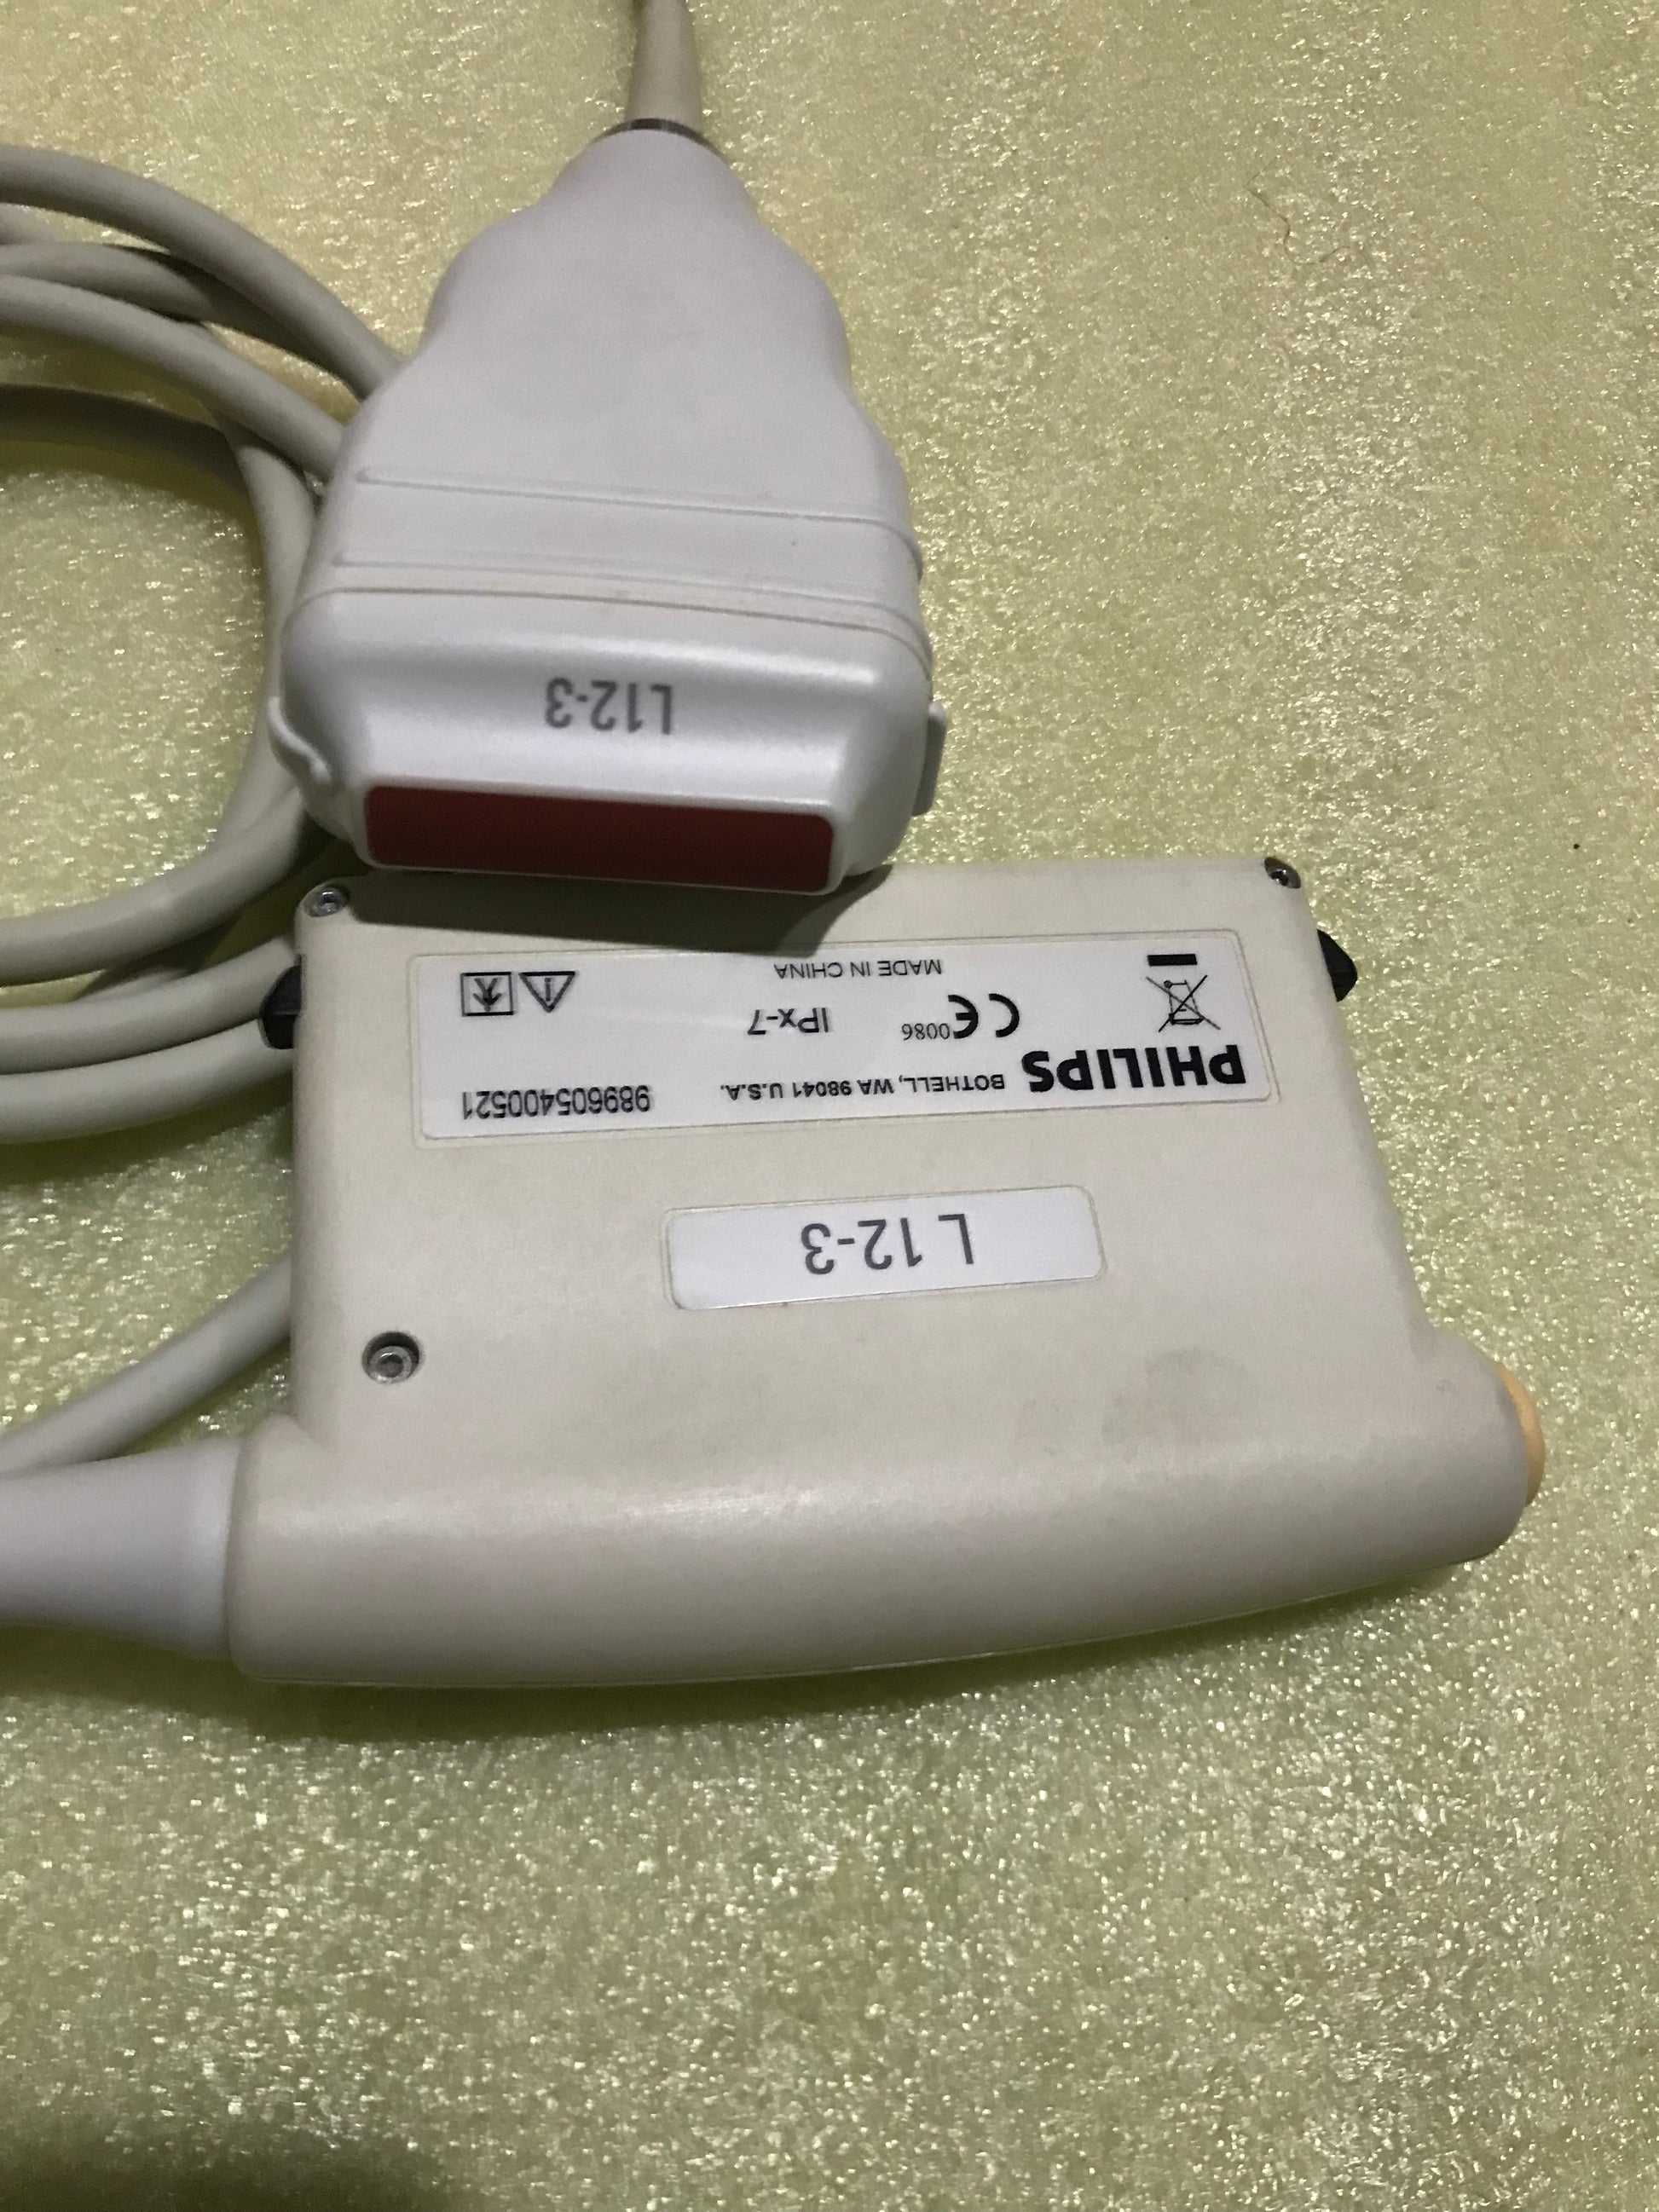 L12-3
L 12-3
989605400521
PHILIPS BOTHELL, WA 98041 U.S.A.
CE 0086 IPx-7
MADE IN CHINA